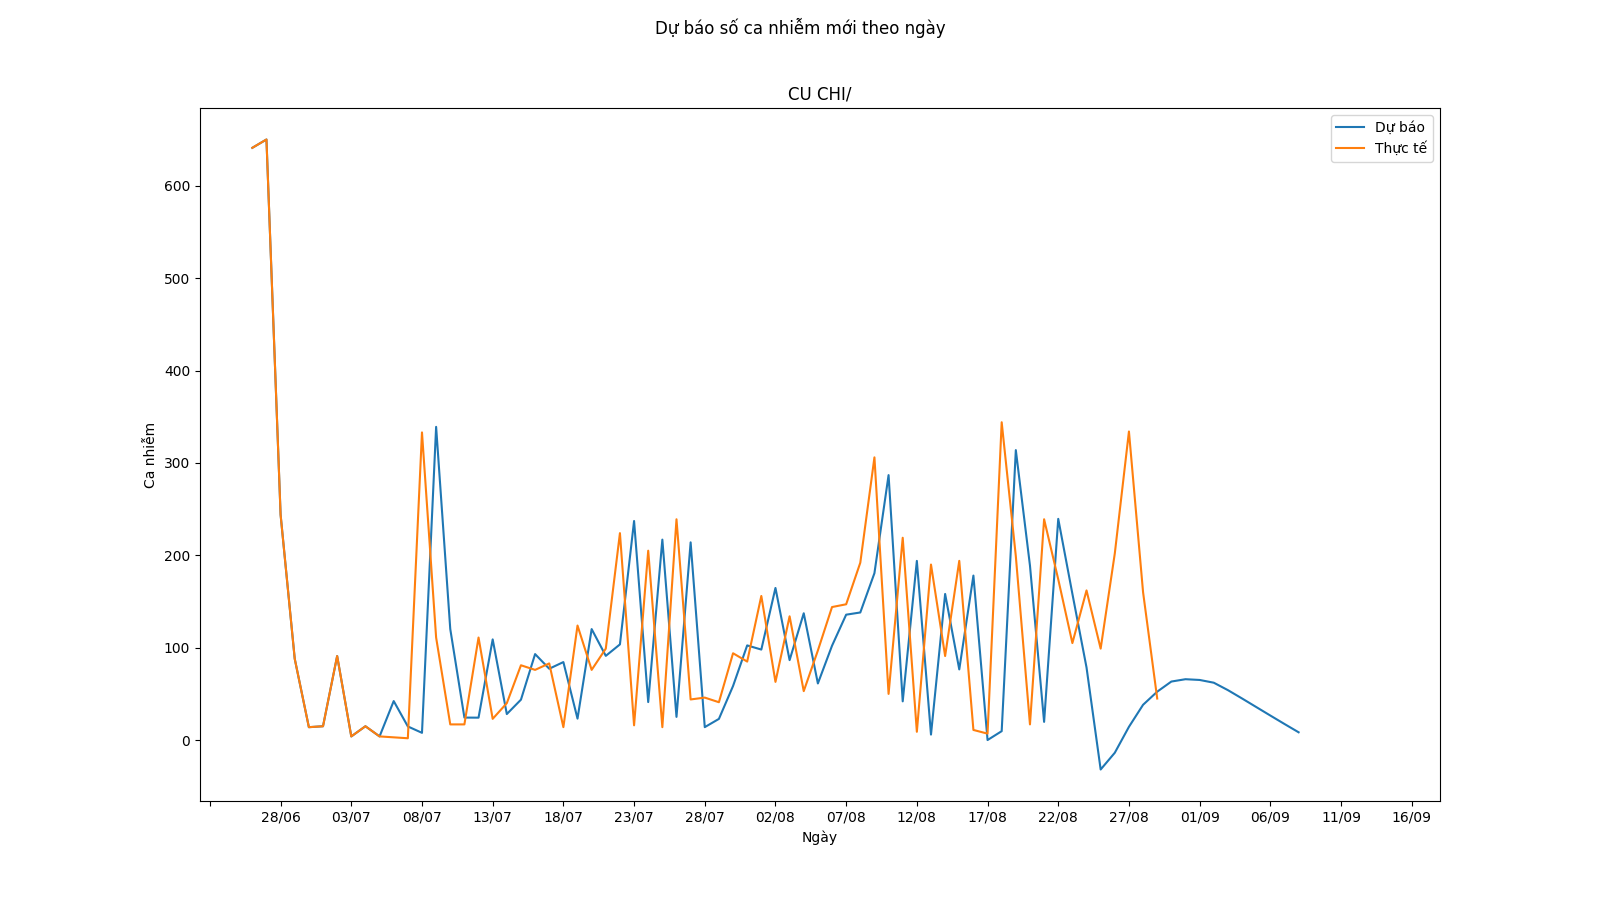 Dự báo số ca nhiễm mới theo ngày
CU CHI/
Dự báo
Thực tế
600
500
400
300
200
100
0
Ca nhiễm
28/06 03/07 08/07 13/07 18/07 23/07 28/07 02/08 07/08 12/08 17/08 22/08 27/08 01/09 06/09 11/09 16/09
Ngày